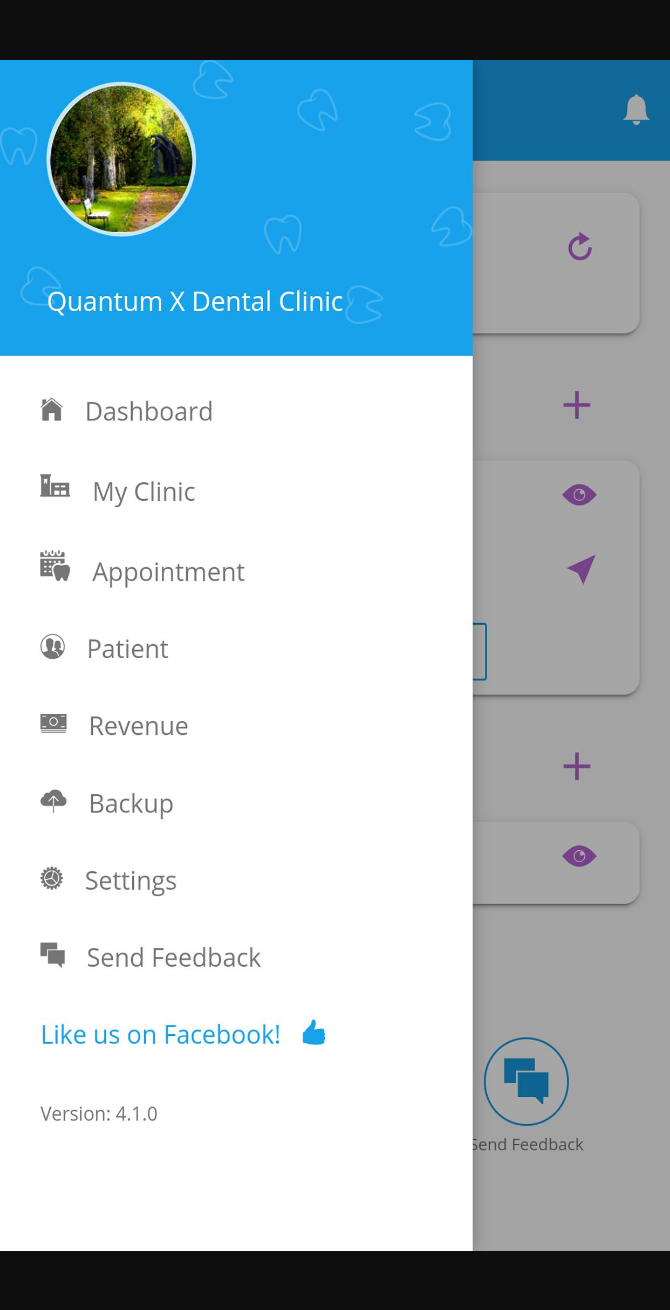 Quantum X Dental Clinic
Dashboard
My Clinic
Appointment
Patient
Revenue
Backup
Settings
Send Feedback
Like us on Facebook!
Version: 4.1.0
Send Feedback